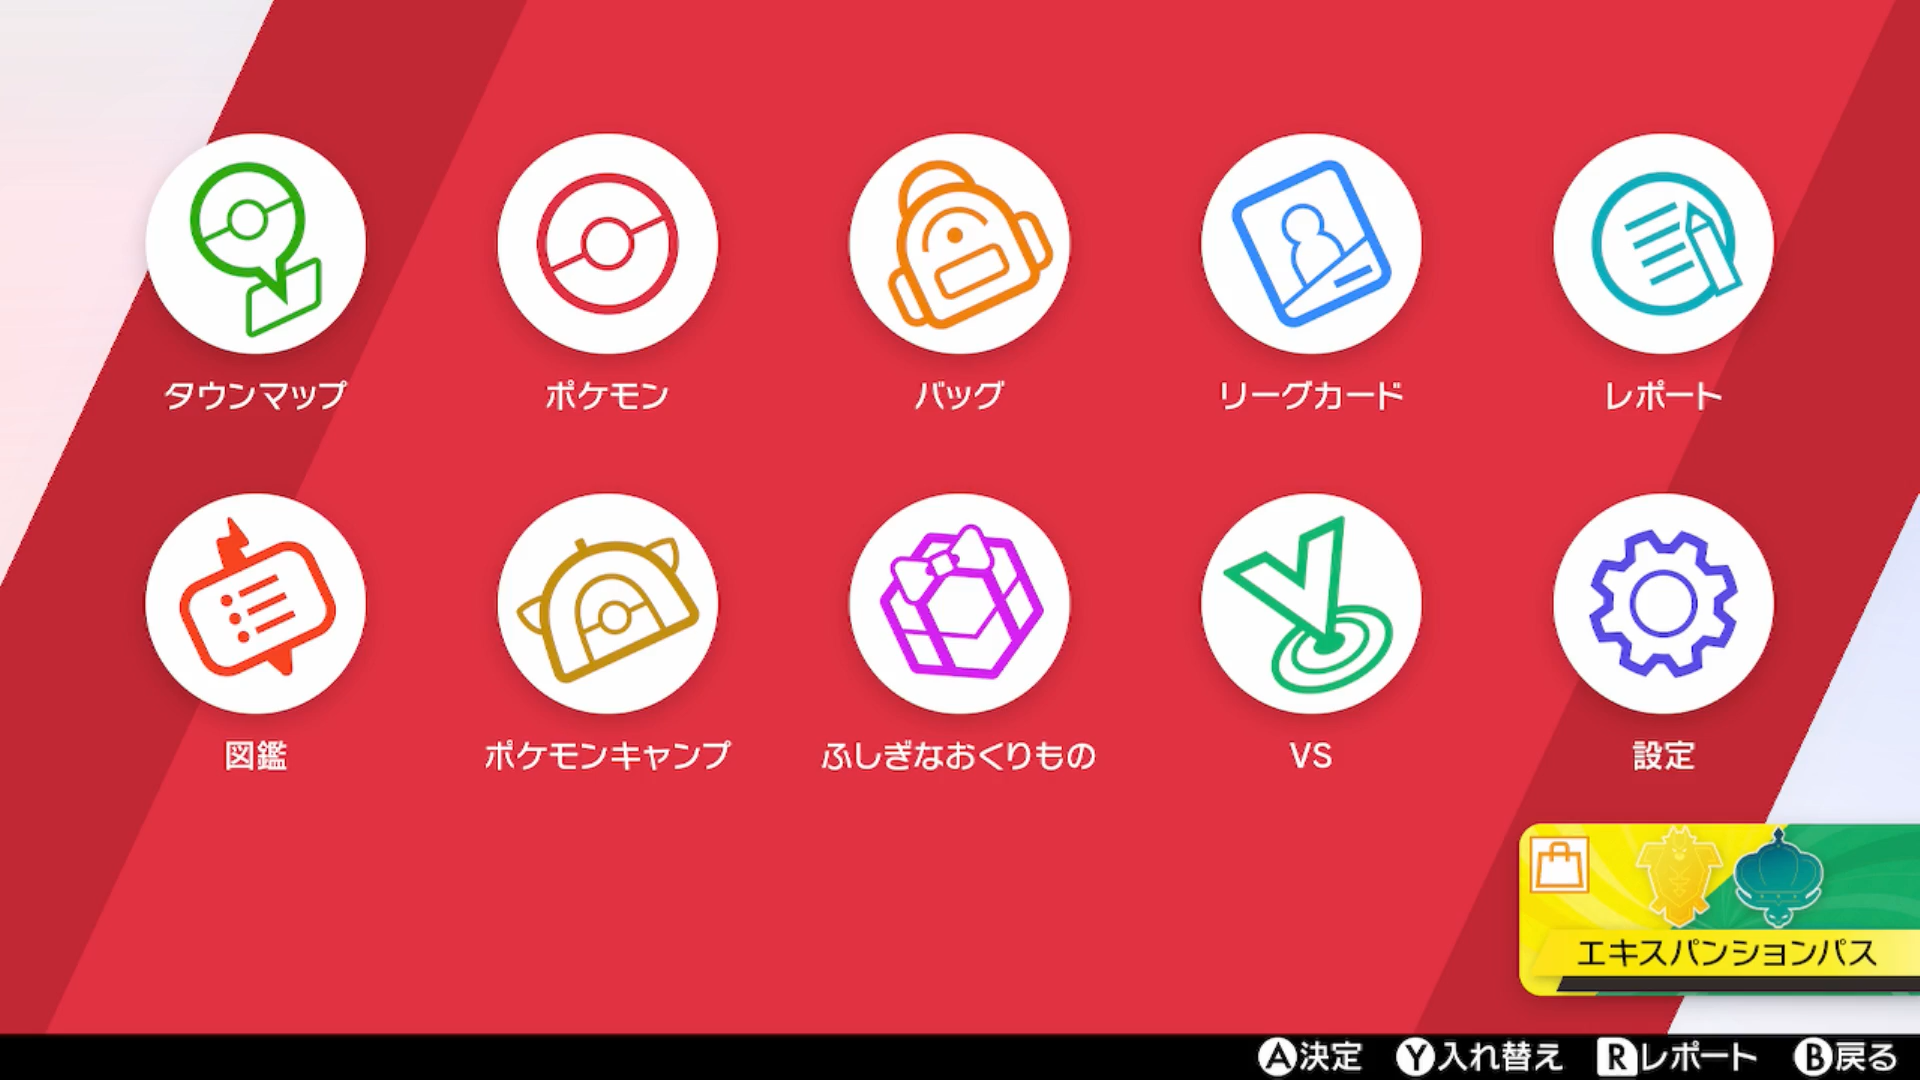 タウンマップ
ポケモン
バッグ
リーグカード
レポート
図鑑
ポケモンキャンプ
ふしぎなおくりもの
VS
設定
エキスパンションパス
A決定 Y入れ替え Rレポート B戻る